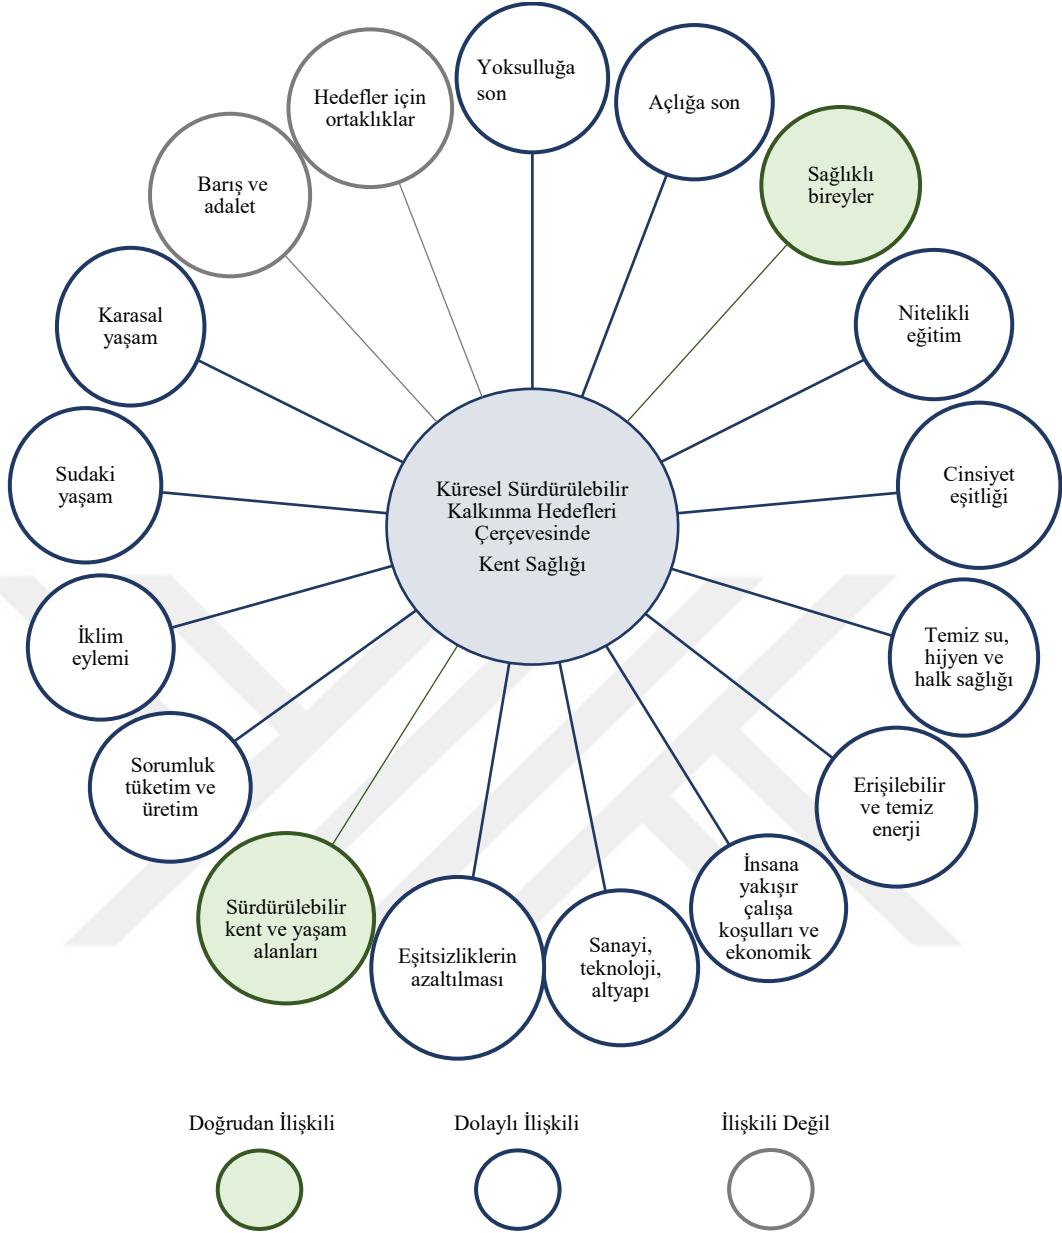 Yoksulluğa
son
Açlığa son
Sağlıklı
bireyler
Nitelikli
eğitim
Cinsiyet
eşitliği
Temiz su,
hijyen ve
halk sağlığı
Erişilebilir
ve temiz
enerji
İnsana
yakışır
çalışa
koşulları ve
ekonomik
Sanayi,
teknoloji,
altyapı
Eşitsizliklerin
azaltılması
Sürdürülebilir
kent ve yaşam
alanları
Sorumluk
tüketim ve
üretim
İklim
eylemi
Sudaki
yaşam
Karasal
yaşam
Barış ve
adalet
Hedefler için
ortaklıklar
Küresel Sürdürülebilir
Kalkınma Hedefleri
Çerçevesinde
Kent Sağlığı
Doğrudan İlişkili
Dolaylı İlişkili
İlişkili Değil